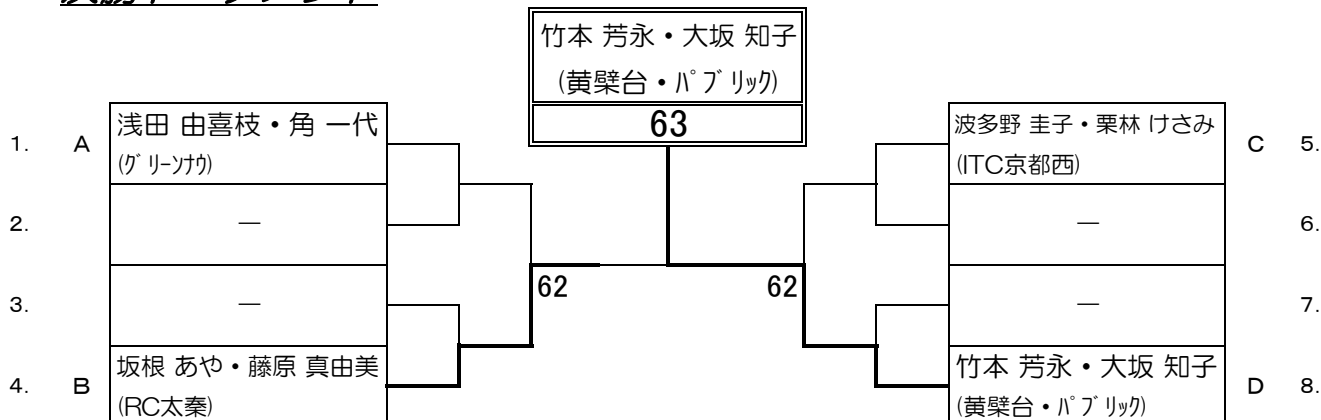 竹本 芳永・大坂 知子
(黄檗台・パブリック)
63
1. A 浅田 由喜枝・角 一代
(グリーンナウ)
2. —
3. —
4. B 坂根 あや・藤原 真由美
(RC太秦)
62
62
波多野 圭子・栗林 けさみ C 5.
(ITC京都西)
— 6.
— 7.
竹本 芳永・大坂 知子 D 8.
(黄檗台・パブリック)